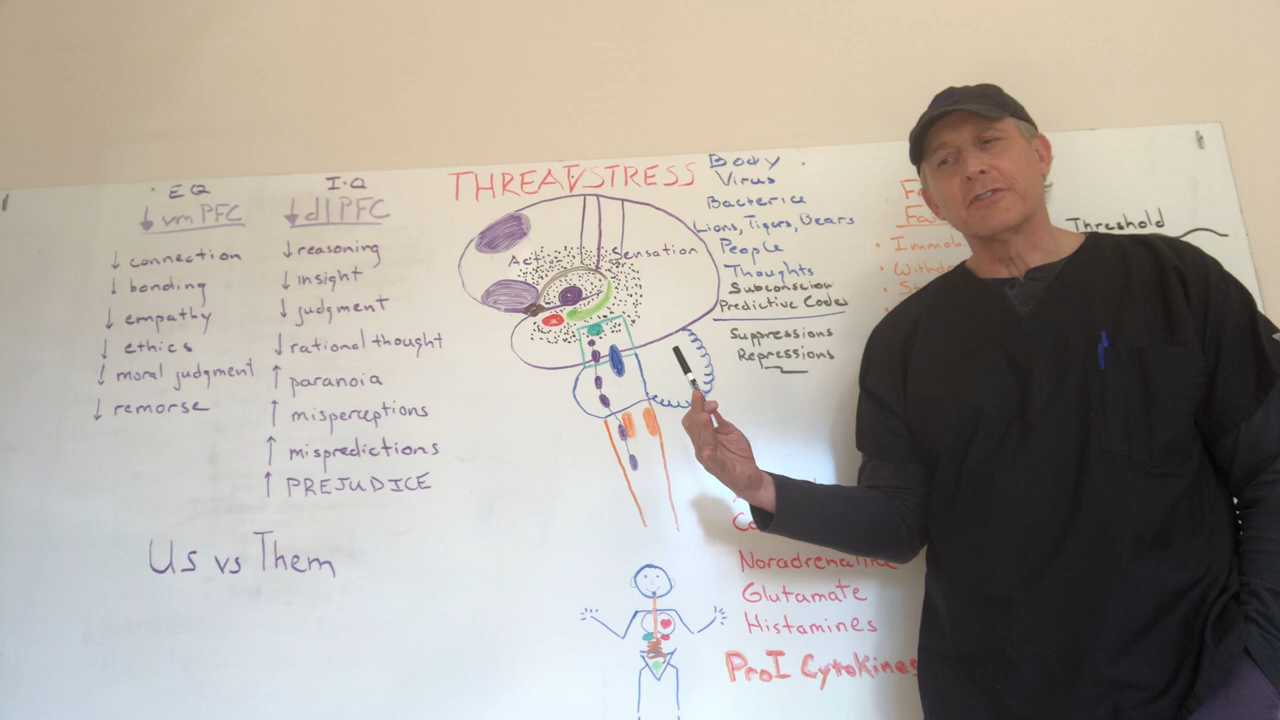 EQ
↓ vmPFC
↓ connection
↓ bonding
↓ empathy
↓ ethics
↓ moral judgment
↓ remorse
I.Q
↓ dlPFC
↓ reasoning
↓ insight
↓ judgment
↓ rational thought
↑ paranoia
↑ misperceptions
↑ mispredictions
↑ PREJUDICE
Us vs Them
THREAT/STRESS
Sensation
Body
Virus
Bacteria
Lions, Tigers, Bears
People
Thoughts
Subconscious
Predictive Codes
Suppressions
Repressions
Threshold
Noradrenaline
Glutamate
Histamines
ProI Cytokines